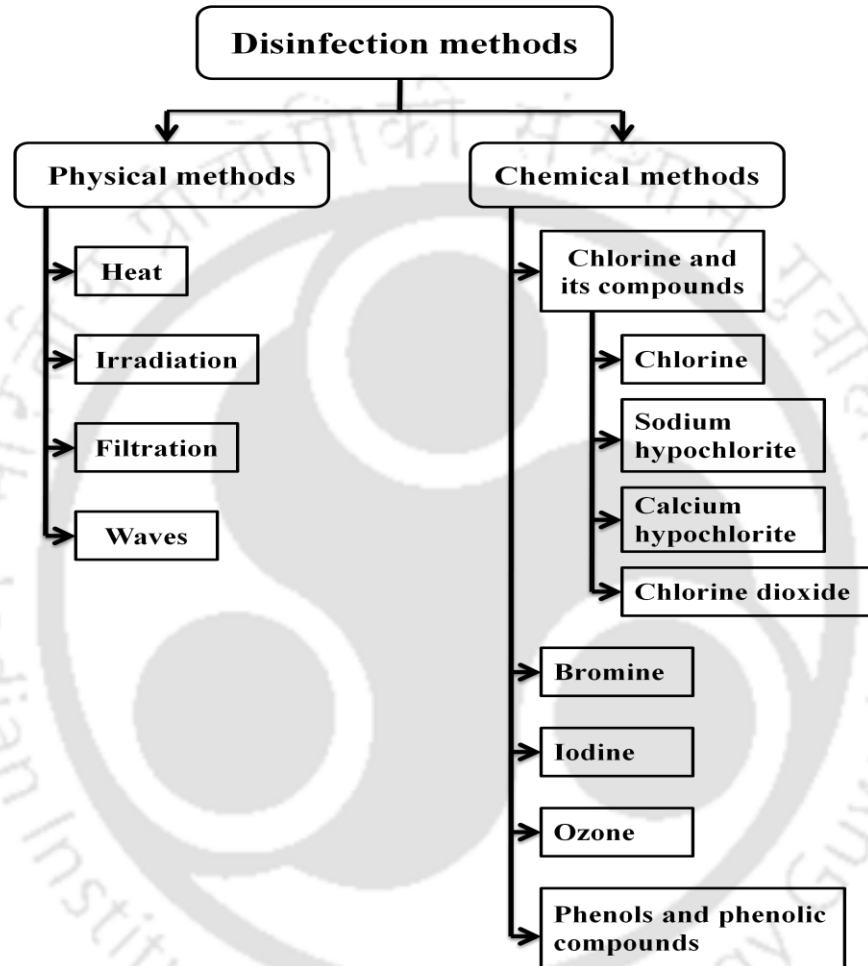 Disinfection methods
Physical methods
Heat
Irradiation
Filtration
Waves
Chemical methods
Chlorine and
its compounds
Chlorine
Sodium
hypochlorite
Calcium
hypochlorite
Chlorine dioxide
Bromine
Iodine
Ozone
Phenols and phenolic
compounds